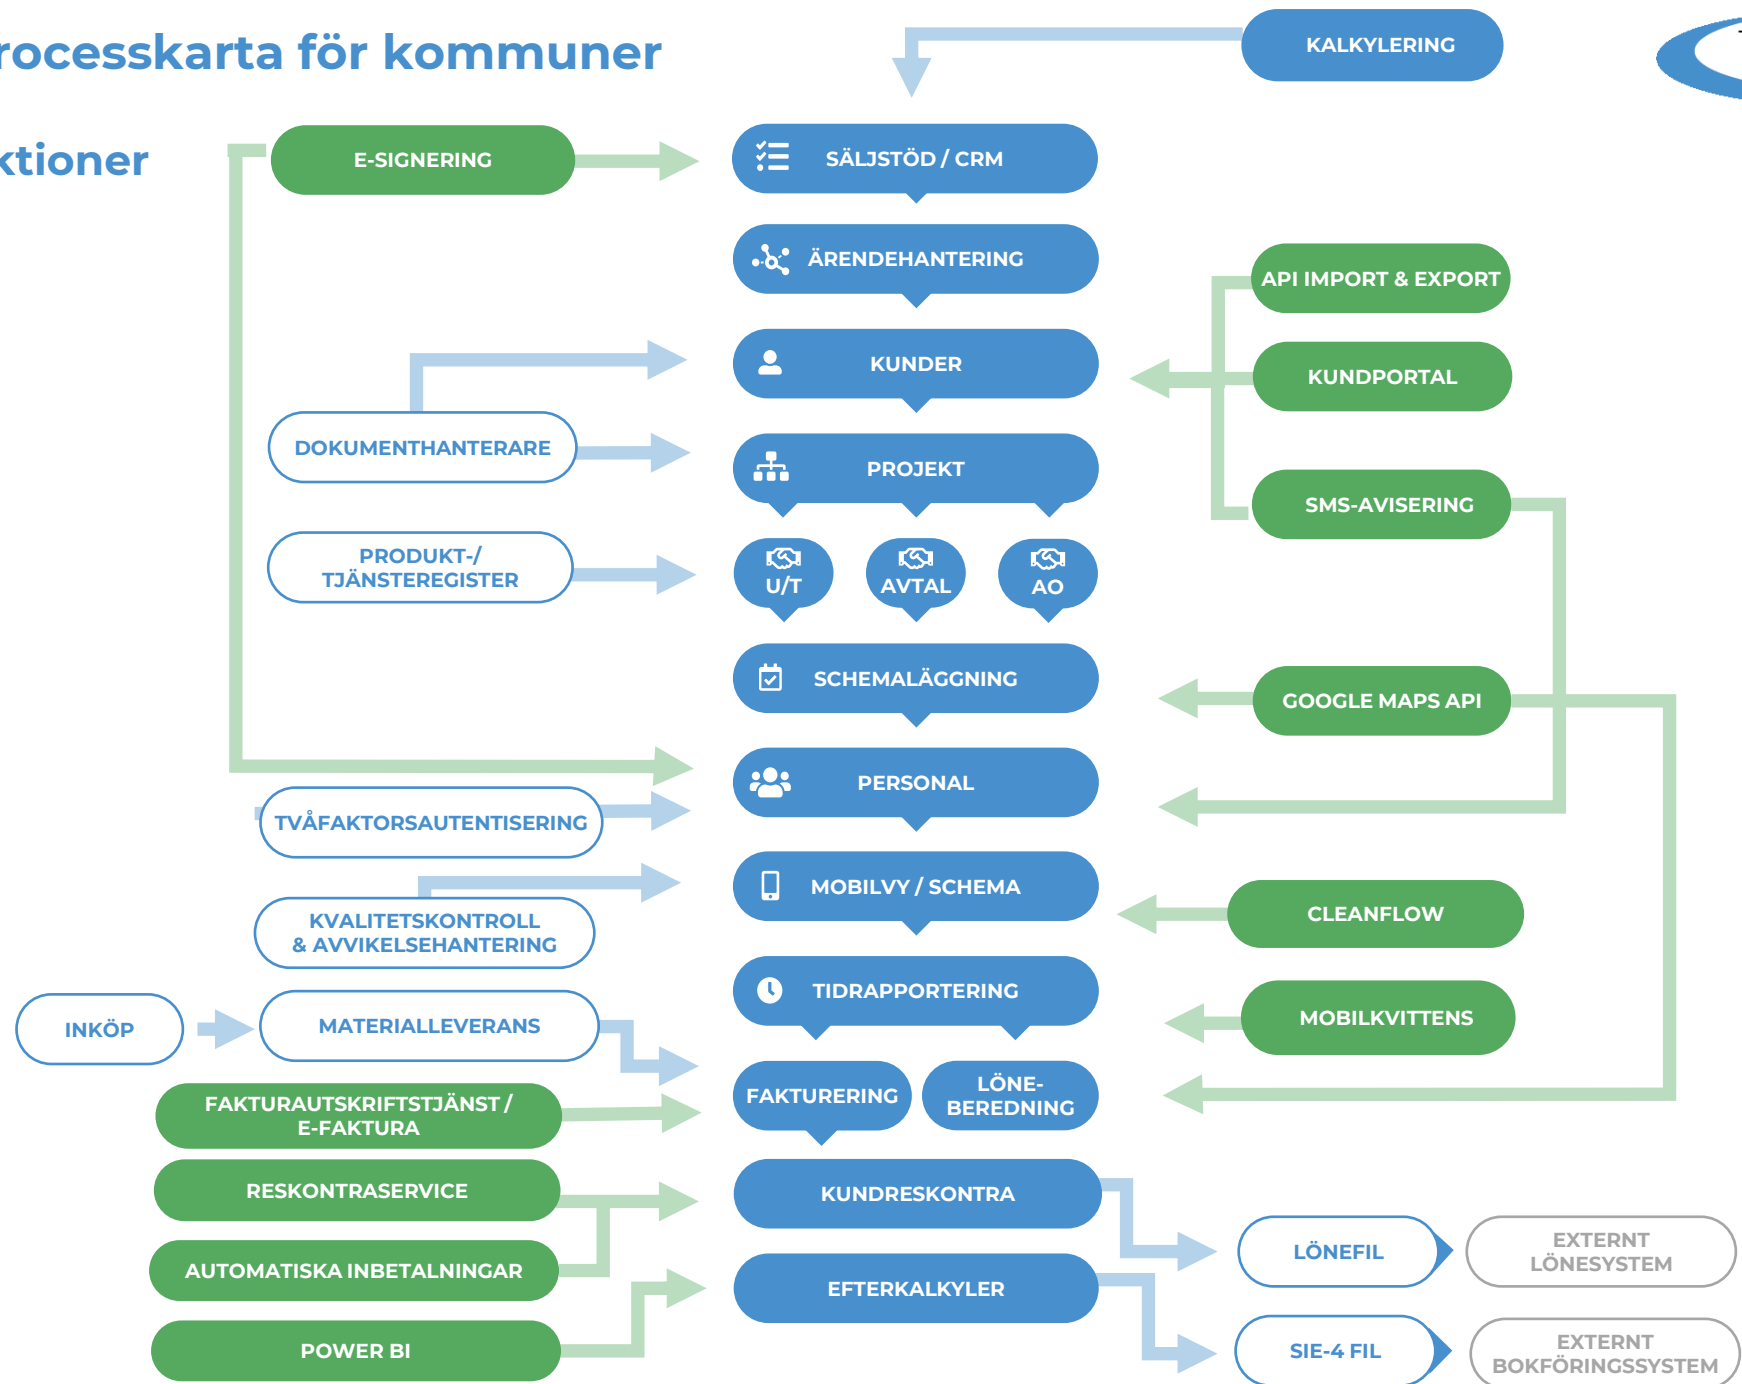 rocesskarta för kommuner
KALKYLERING
ktioner
E-SIGNERING
SÄLJSTÖD / CRM
ÄRENDEHANTERING
API IMPORT & EXPORT
KUNDER
KUNDPORTAL
DOKUMENTHANTERARE
PROJEKT
SMS-AVISERING
PRODUKT-/
TJÄNSTEREGISTER
U/T
AVTAL
AO
SCHEMALÄGGNING
GOOGLE MAPS API
PERSONAL
TVÅFAKTORSAUTENTISERING
MOBILVY / SCHEMA
CLEANFLOW
KVALITETSKONTROLL
& AVVIKELSEHANTERING
TIDRAPPORTERING
INKÖP
MATERIALLEVERANS
MOBILKVITTENS
FAKTURERING
LÖNE-
BEREDNING
FAKTURAUTSKRIFTSTJÄNST /
E-FAKTURA
RESKONTRASERVICE
KUNDRESKONTRA
LÖNEFIL
EXTERNT
LÖNESYSTEM
AUTOMATISKA INBETALNINGAR
EFTERKALKYLER
POWER BI
SIE-4 FIL
EXTERNT
BOKFÖRINGSSYSTEM